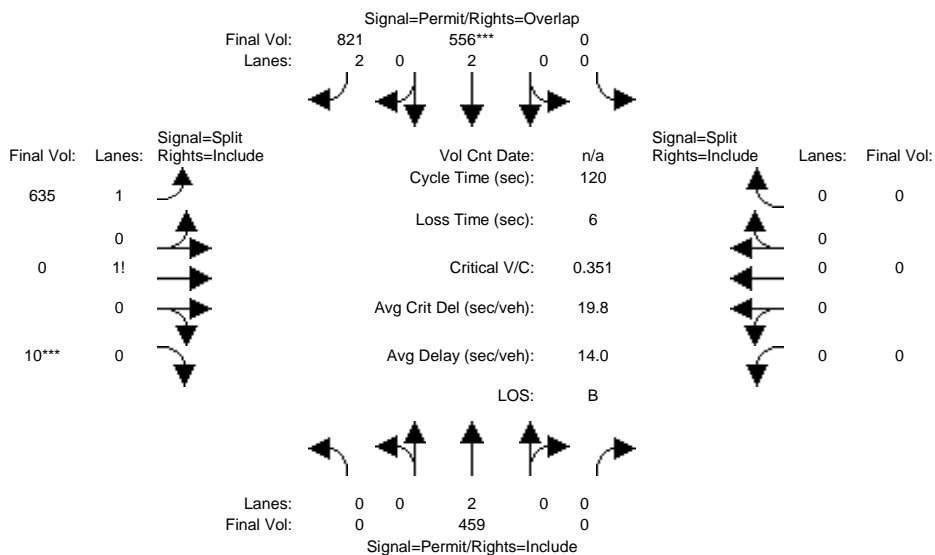 Signal=Permit/Rights=Overlap
Final Vol: 821 556*** 0
Lanes: 2 0 2 0 0
Signal=Split Signal=Split
Final Vol: Lanes: Rights=Include Vol Cnt Date: n/a Rights=Include Lanes: Final Vol:
Cycle Time (sec): 120
635 1 0 0
Loss Time (sec): 6
0 0
0 1! Critical V/C: 0.351 0 0
0 Avg Crit Del (sec/veh): 19.8 0
10*** 0 Avg Delay (sec/veh): 14.0 0 0
LOS: B
Lanes: 0 0 2 0 0
Final Vol: 0 459 0
Signal=Permit/Rights=Include